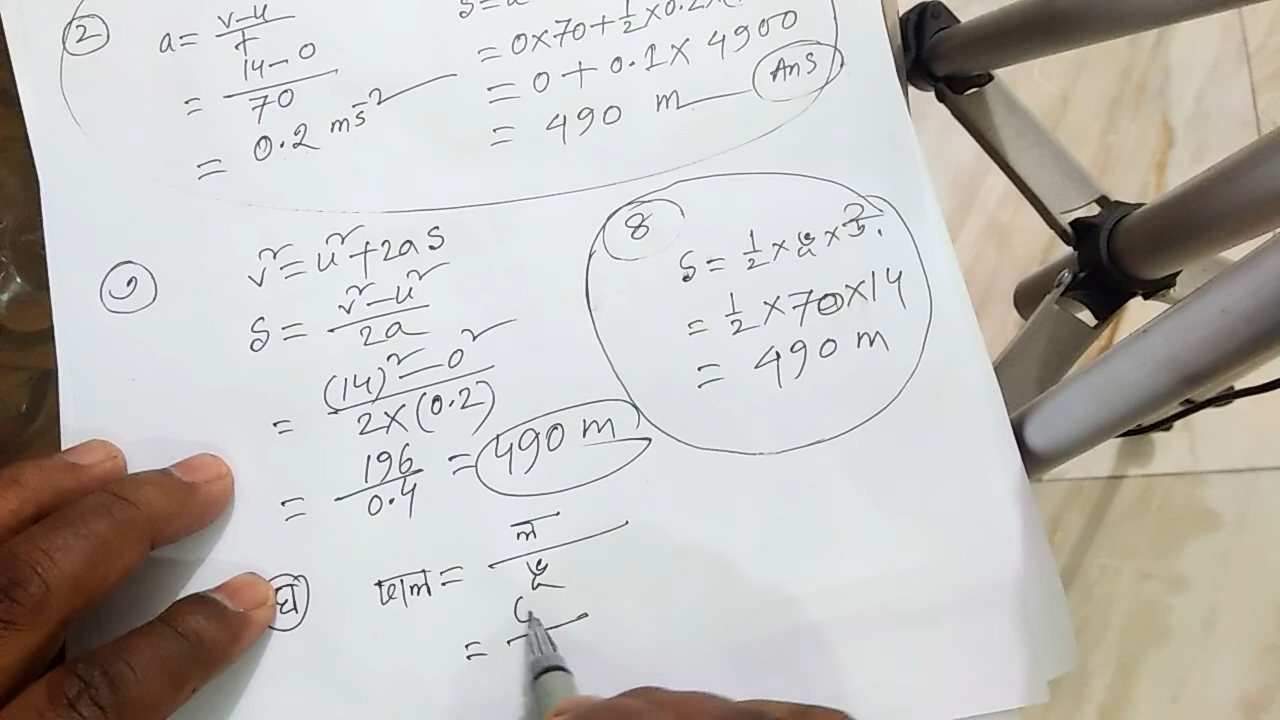 2
a = v-u / t
= 14-0 / 70
= 0.2 ms⁻²
= 0×70+½×0.2×(
= 0 + 0.1 × 4900
= 490 m Ans
৩
v² = u²+2as
s = v²-u² / 2a
= (14)²-0² / 2×(0.2)
= 196 / 0.4 = 490 m
8
s = ½ ×
= ½ × 70 × 14
= 490 m
ঘ
ঢাল = ल / ভূ
=